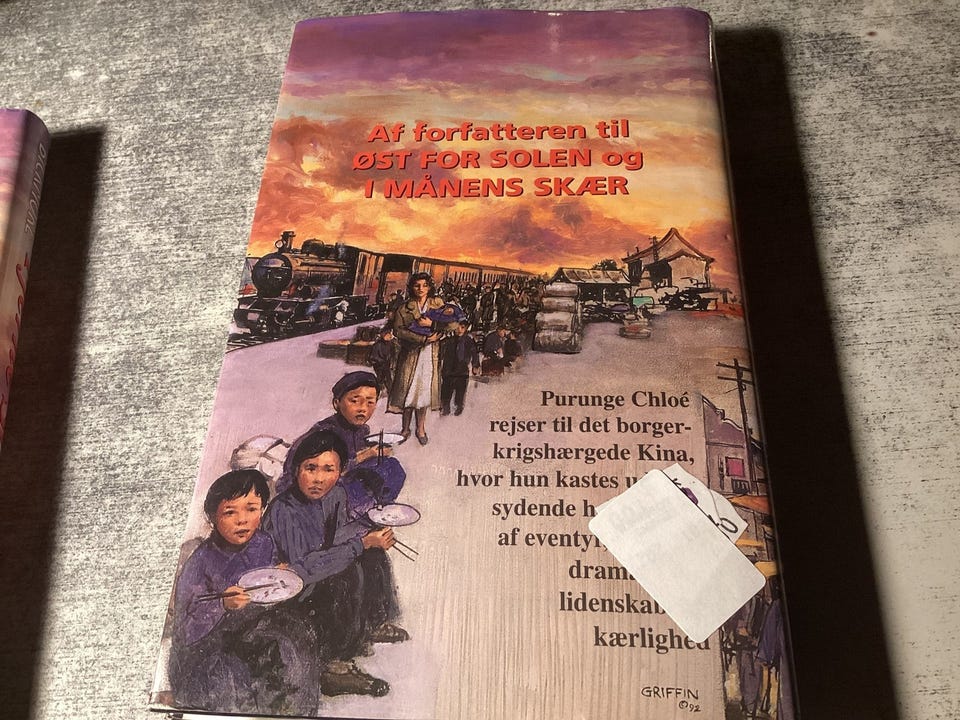 Af forfatteren til
ØST FOR SOLEN og
I MÅNENS SKÆR
Purunge Chloé
rejser til det borger-
krigshærgede Kina,
hvor hun kastes
sydende
af
lidenskab
kærlighed
GRIFFIN
©92